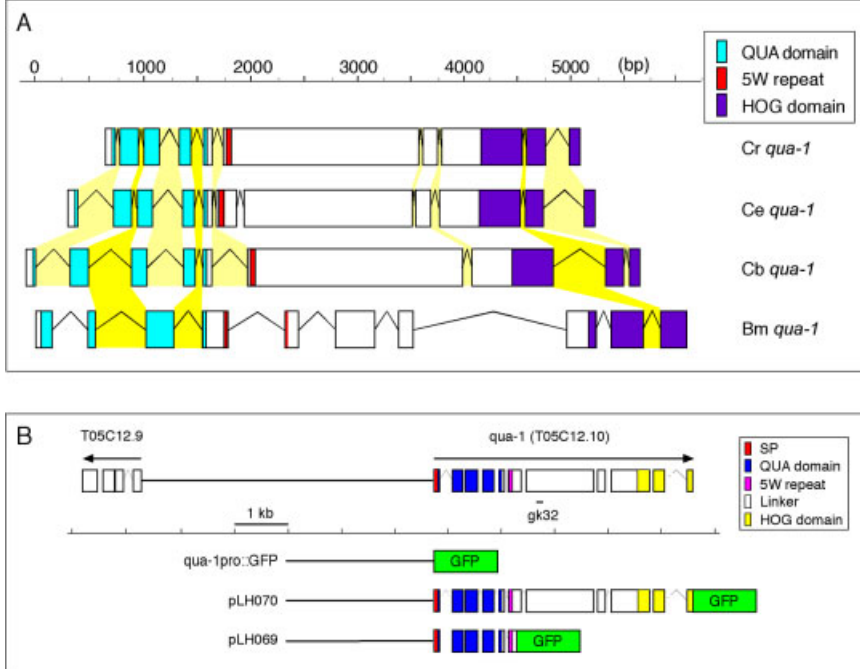 A
0 1000 2000 3000 4000 5000 (bp)
QUA domain
5W repeat
HOG domain
Cr qua-1
Ce qua-1
Cb qua-1
Bm qua-1
B
T05C12.9
qua-1 (T05C12.10)
SP
QUA domain
5W repeat
Linker
HOG domain
1 kb
gk32
qua-1pro::GFP
GFP
pLH070
GFP
pLH069
GFP